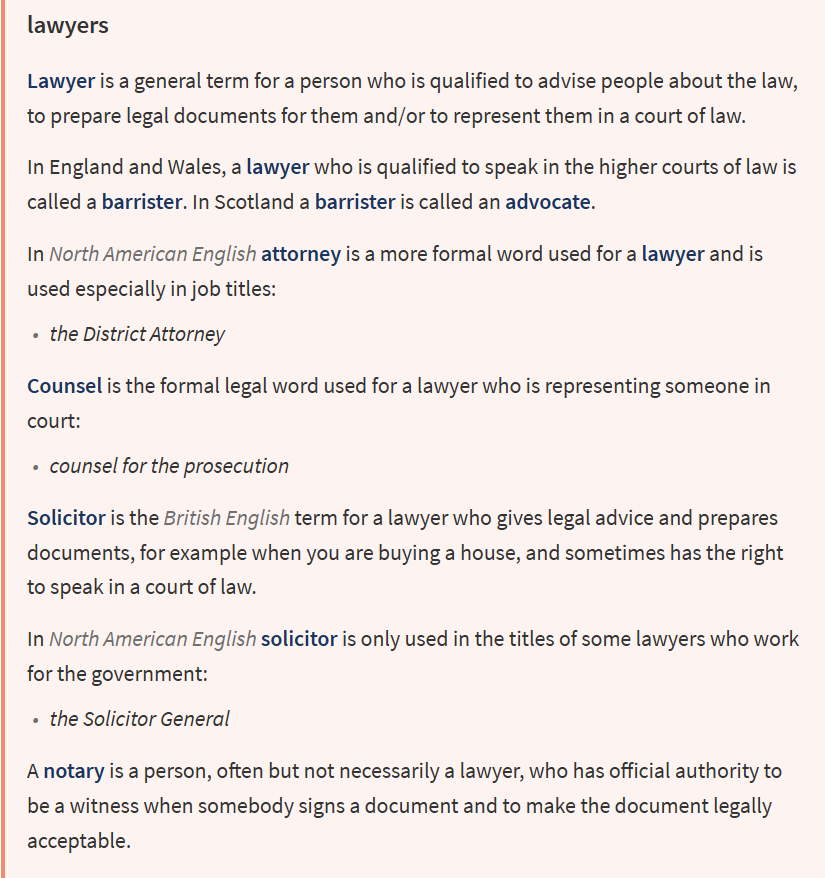 lawyers
Lawyer is a general term for a person who is qualified to advise people about the law,
to prepare legal documents for them and/or to represent them in a court of law.
In England and Wales, a lawyer who is qualified to speak in the higher courts of law is
called a barrister. In Scotland a barrister is called an advocate.
In North American English attorney is a more formal word used for a lawyer and is
used especially in job titles:
• the District Attorney
Counsel is the formal legal word used for a lawyer who is representing someone in
court:
• counsel for the prosecution
Solicitor is the British English term for a lawyer who gives legal advice and prepares
documents, for example when you are buying a house, and sometimes has the right
to speak in a court of law.
In North American English solicitor is only used in the titles of some lawyers who work
for the government:
• the Solicitor General
A notary is a person, often but not necessarily a lawyer, who has official authority to
be a witness when somebody signs a document and to make the document legally
acceptable.